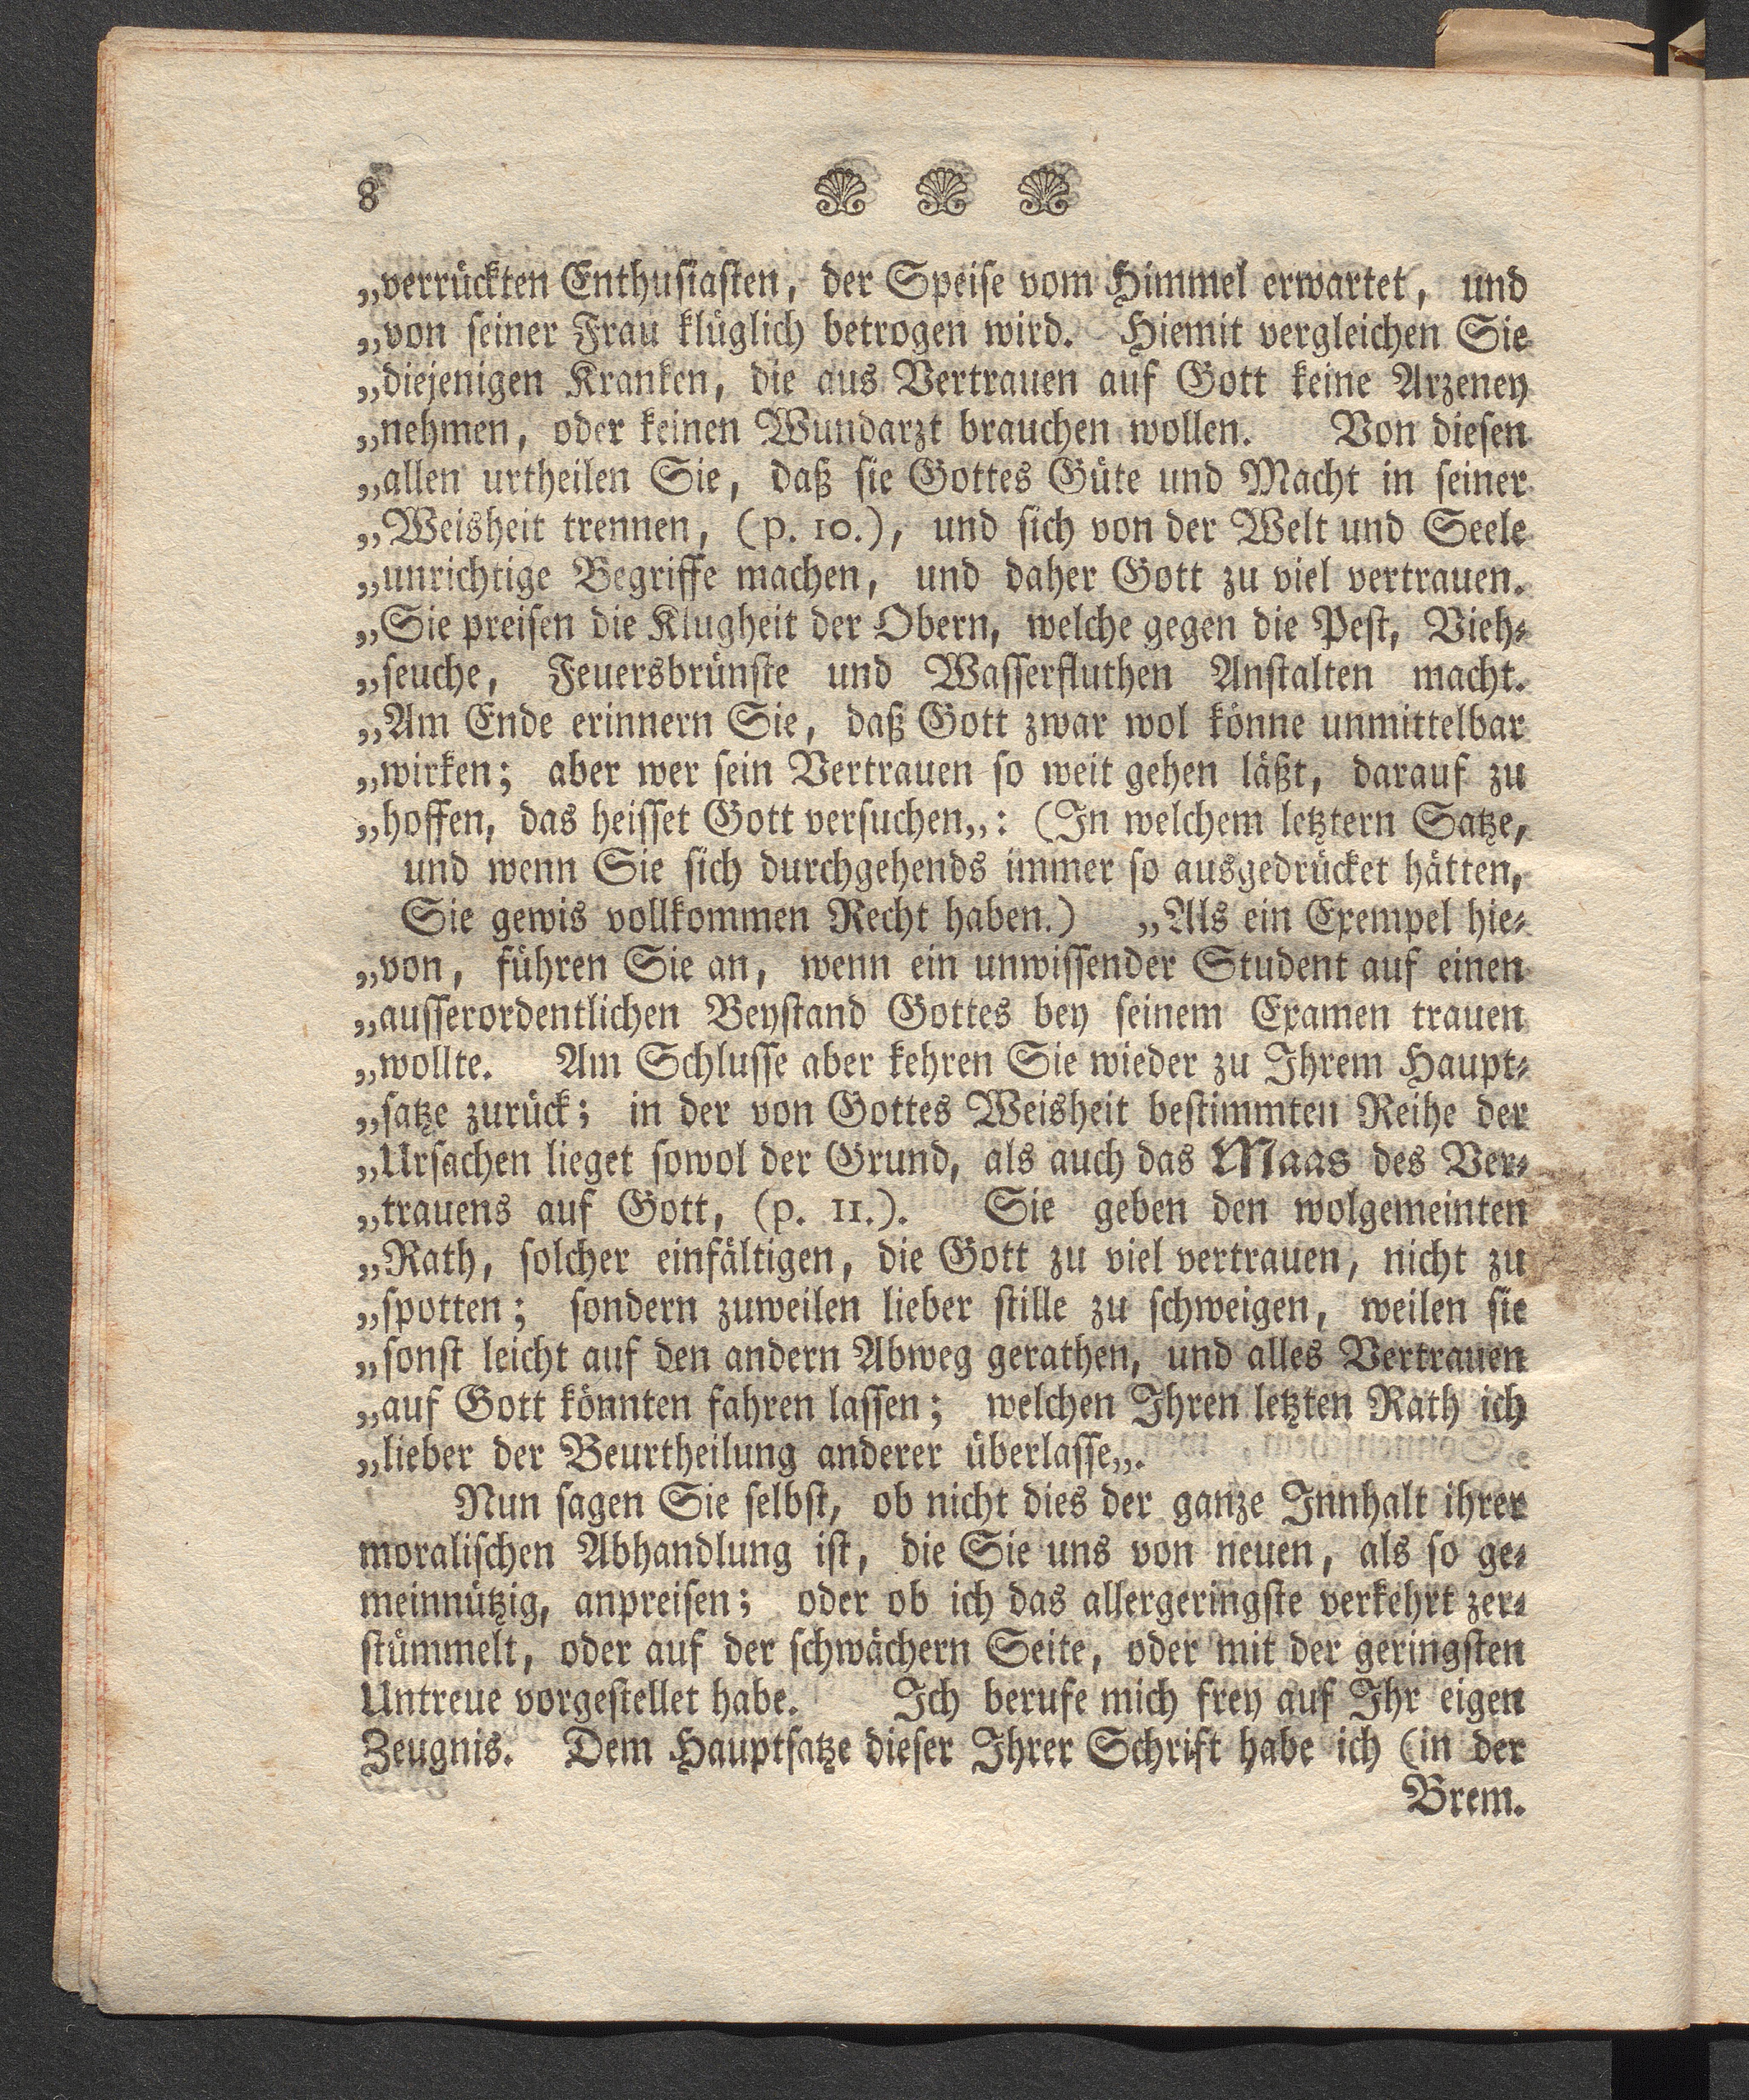 8
„verrückten Enthusiasten, der Speise vom Himmel erwartet, und
„von seiner Frau klüglich betrogen wird. Hiemit vergleichen Sie
„diejenigen Kranken, die aus Vertrauen auf Gott keine Arzeney
„nehmen, oder keinen Wundarzt brauchen wollen. Von diesen
„allen urtheilen Sie, daß sie Gottes Güte und Macht in seiner
„Weisheit trennen, (p. 10.), und sich von der Welt und Seele
„unrichtige Begriffe machen, und daher Gott zu viel vertrauen.
„Sie preisen die Klugheit der Obern, welche gegen die Pest, Vieh-
„seuche, Feuersbrünste und Wasserfluthen Anstalten macht.
„Am Ende erinnern Sie, daß Gott zwar wol könne unmittelbar
„wirken; aber wer sein Vertrauen so weit gehen läßt, darauf zu
„hoffen, das heisset Gott versuchen„: (In welchem letztern Satze,
und wenn Sie sich durchgehends immer so ausgedrücket hätten,
Sie gewis vollkommen Recht haben.) „Als ein Exempel hie-
„von, führen Sie an, wenn ein unwissender Student auf einen
„ausserordentlichen Beystand Gottes bey seinem Examen trauen
„wollte. Am Schlusse aber kehren Sie wieder zu Ihrem Haupt-
„satze zurück; in der von Gottes Weisheit bestimmten Reihe der
„Ursachen lieget sowol der Grund, als auch das Maas des Ver-
„trauens auf Gott, (p. 11.). Sie geben den wolgemeinten
„Rath, solcher einfältigen, die Gott zu viel vertrauen, nicht zu
„spotten; sondern zuweilen lieber stille zu schweigen, weilen sie
„sonst leicht auf den andern Abweg gerathen, und alles Vertrauen
„auf Gott könnten fahren lassen; welchen Ihren letzten Rath ich
„lieber der Beurtheilung anderer überlasse„.
Nun sagen Sie selbst, ob nicht dies der ganze Innhalt ihrer
moralischen Abhandlung ist, die Sie uns von neuen, als so ge-
meinnützig, anpreisen; oder ob ich das allergeringste verkehrt zer-
stümmelt, oder auf der schwächern Seite, oder mit der geringsten
Untreue vorgestellet habe. Ich berufe mich frey auf Ihr eigen
Zeugnis. Dem Hauptsatze dieser Ihrer Schrift habe ich (in der
Brem.